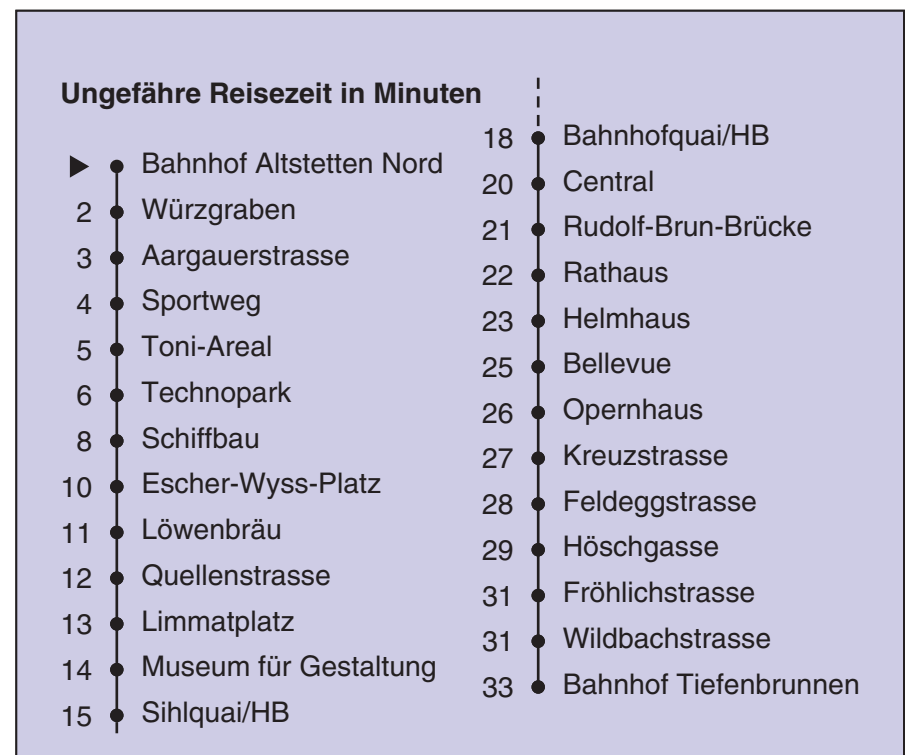 Ungefähre Reisezeit in Minuten
Bahnhof Altstetten Nord
2 Würzgraben
3 Aargauerstrasse
4 Sportweg
5 Toni-Areal
6 Technopark
8 Schiffbau
10 Escher-Wyss-Platz
11 Löwenbräu
12 Quellenstrasse
13 Limmatplatz
14 Museum für Gestaltung
15 Sihlquai/HB
18 Bahnhofquai/HB
20 Central
21 Rudolf-Brun-Brücke
22 Rathaus
23 Helmhaus
25 Bellevue
26 Opernhaus
27 Kreuzstrasse
28 Feldeggstrasse
29 Höschgasse
31 Fröhlichstrasse
31 Wildbachstrasse
33 Bahnhof Tiefenbrunnen